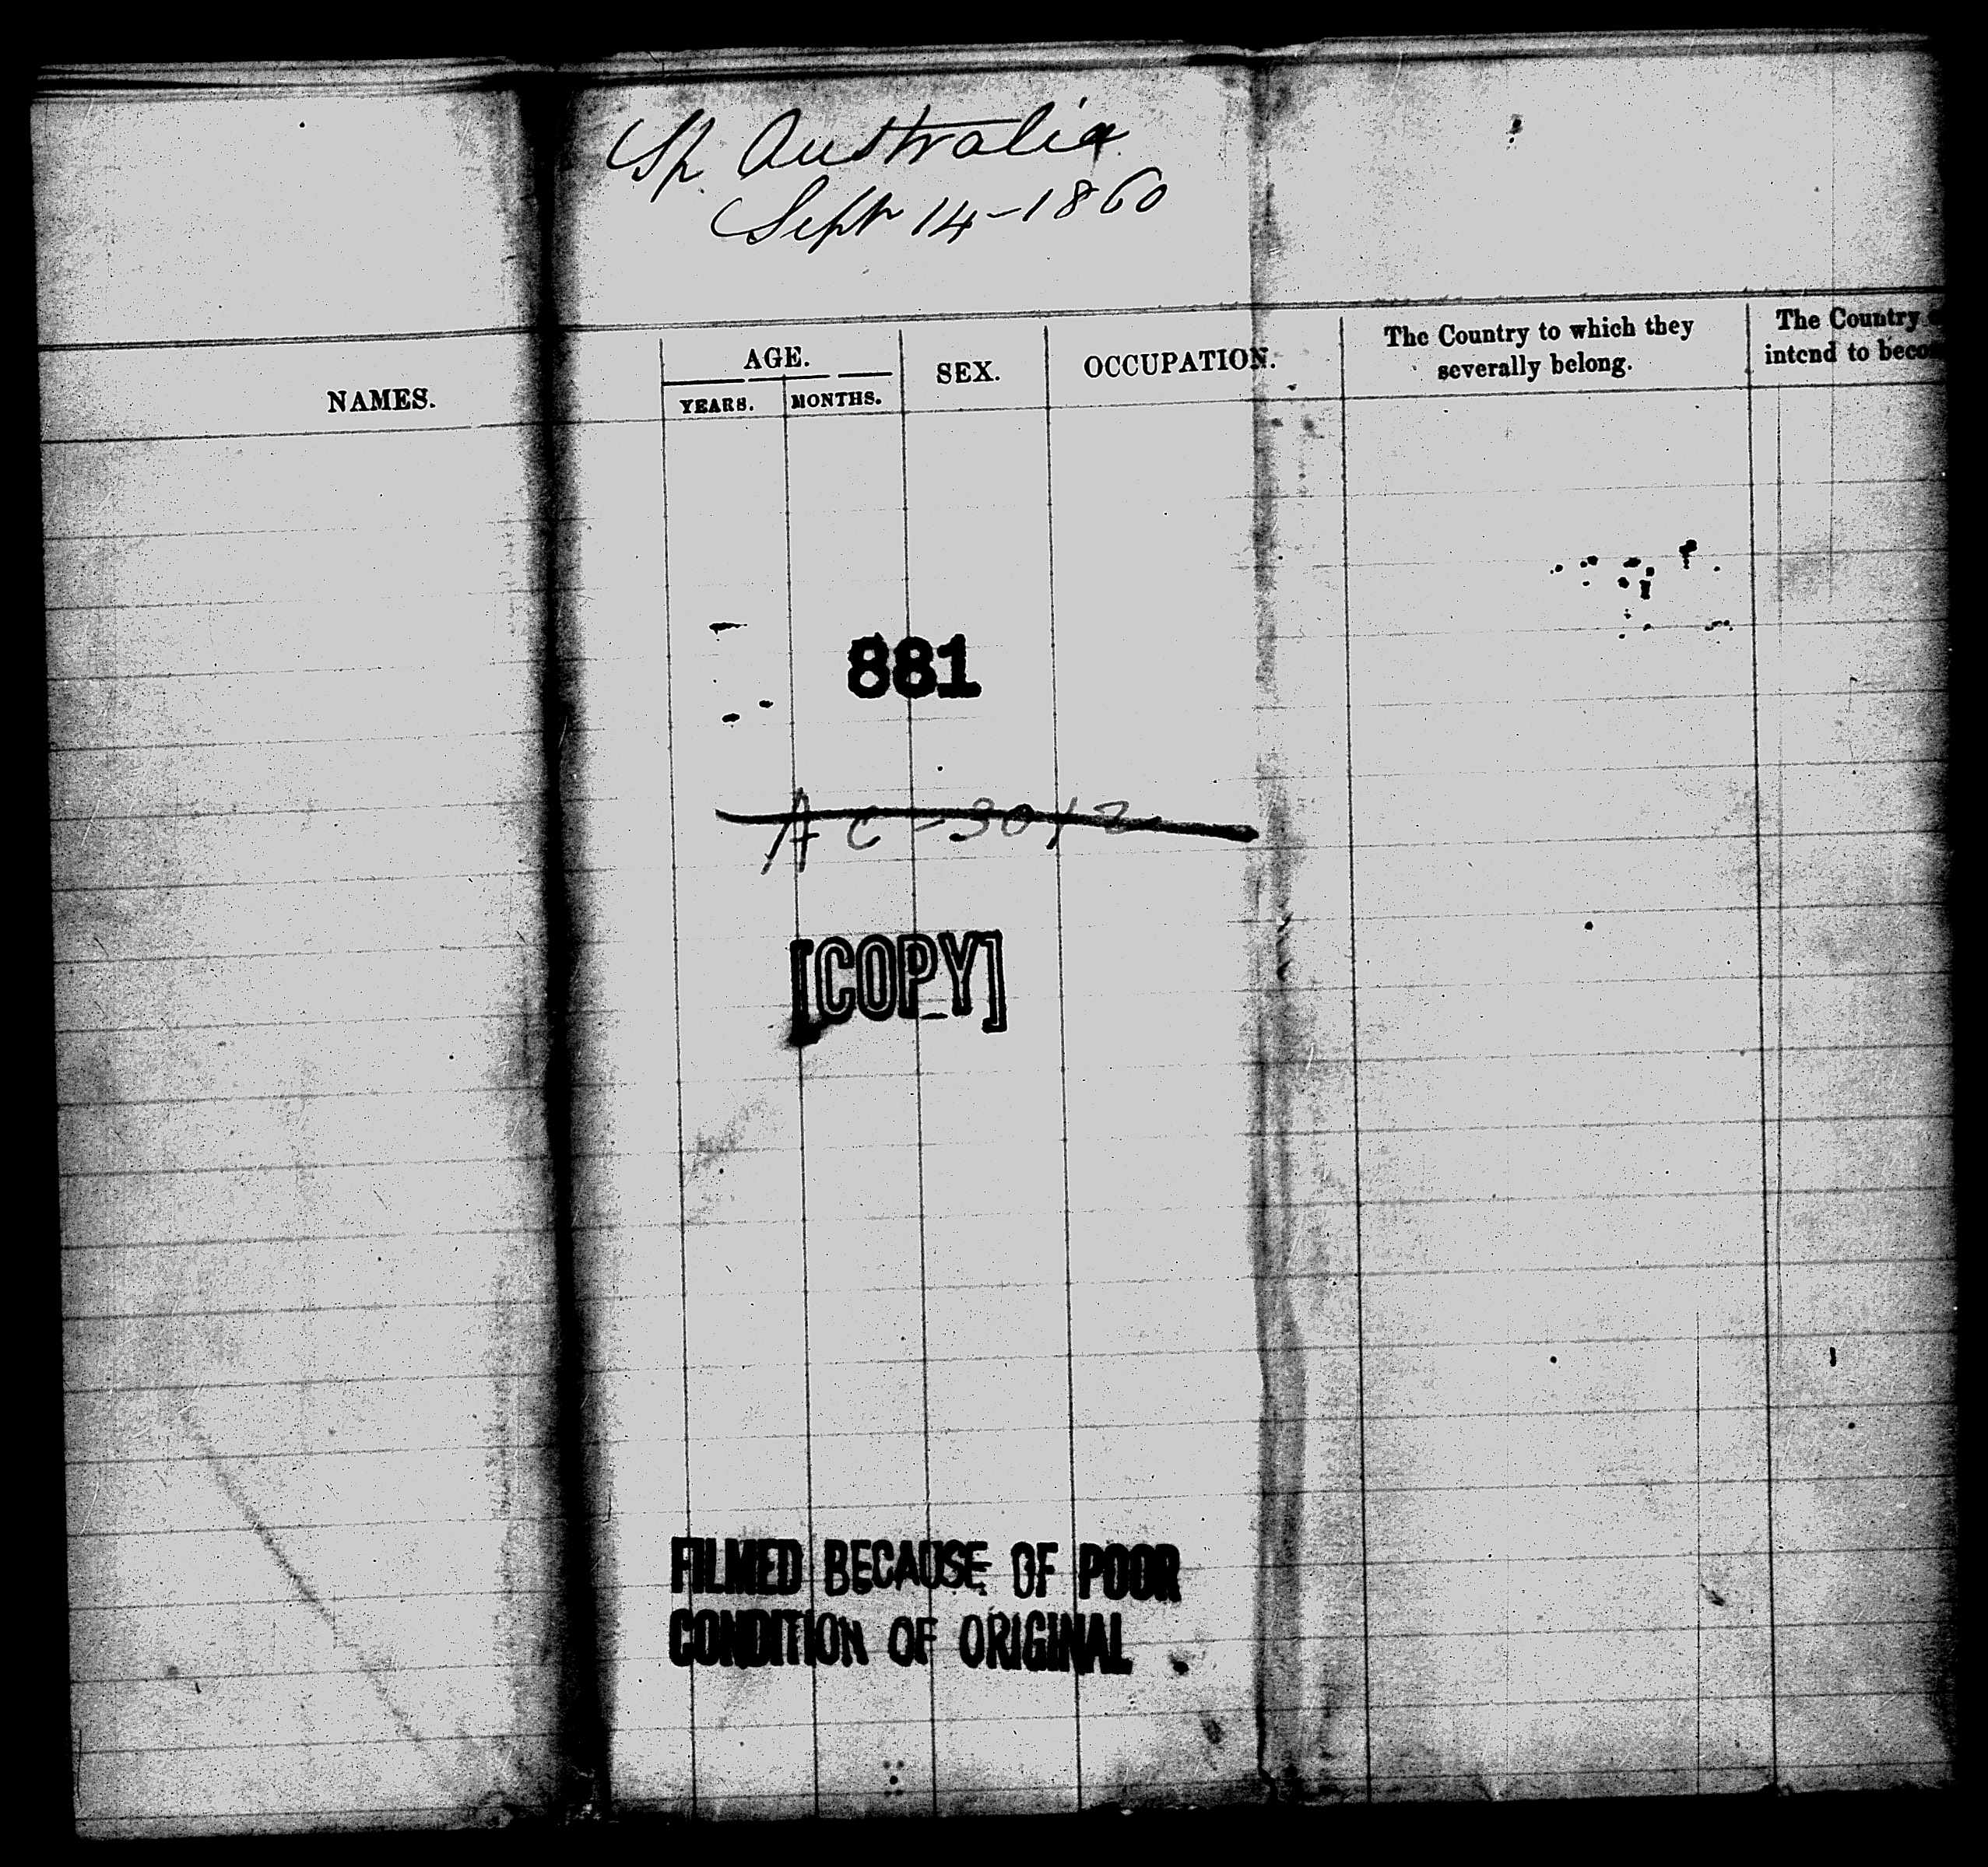 Sp. Australia
Sept 14-1860
NAMES.
AGE.
YEARS.
MONTHS.
SEX.
OCCUPATION.
The Country to which they
severally belong.
The Country
intend to
881
A C - 3012
[COPY]
FILMED BECAUSE OF POOR
CONDITION OF ORIGINAL